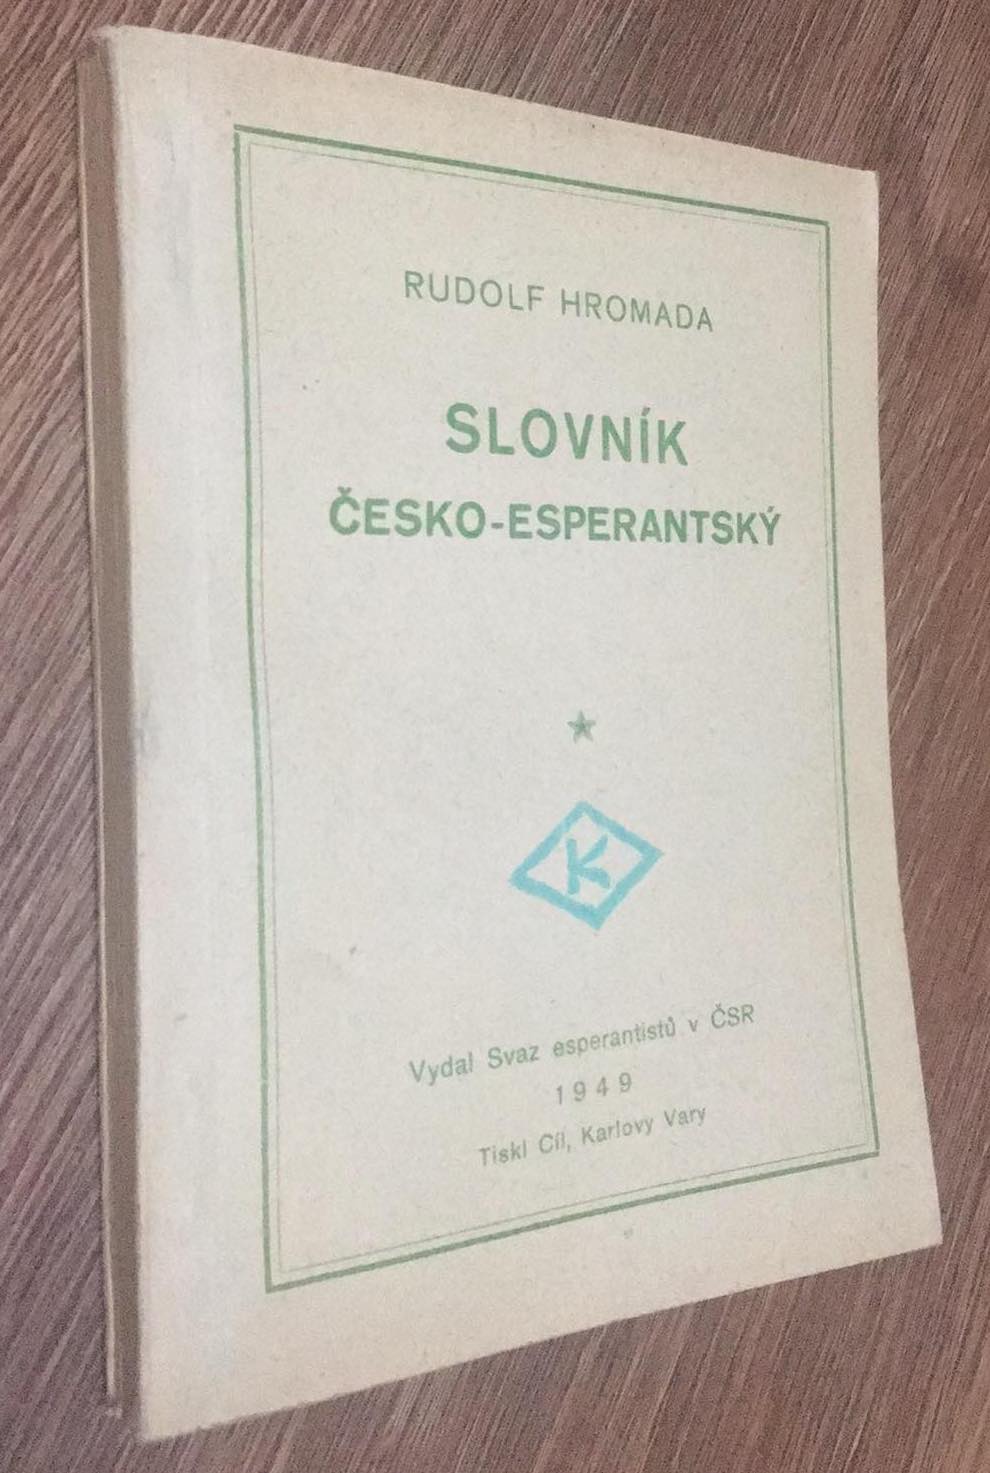 RUDOLF HROMADA
SLOVNÍK
ČESKO-ESPERANTSKÝ
K
Vydal Svaz esperantistů v ČSR
1949
Tiskl Cíl, Karlovy Vary